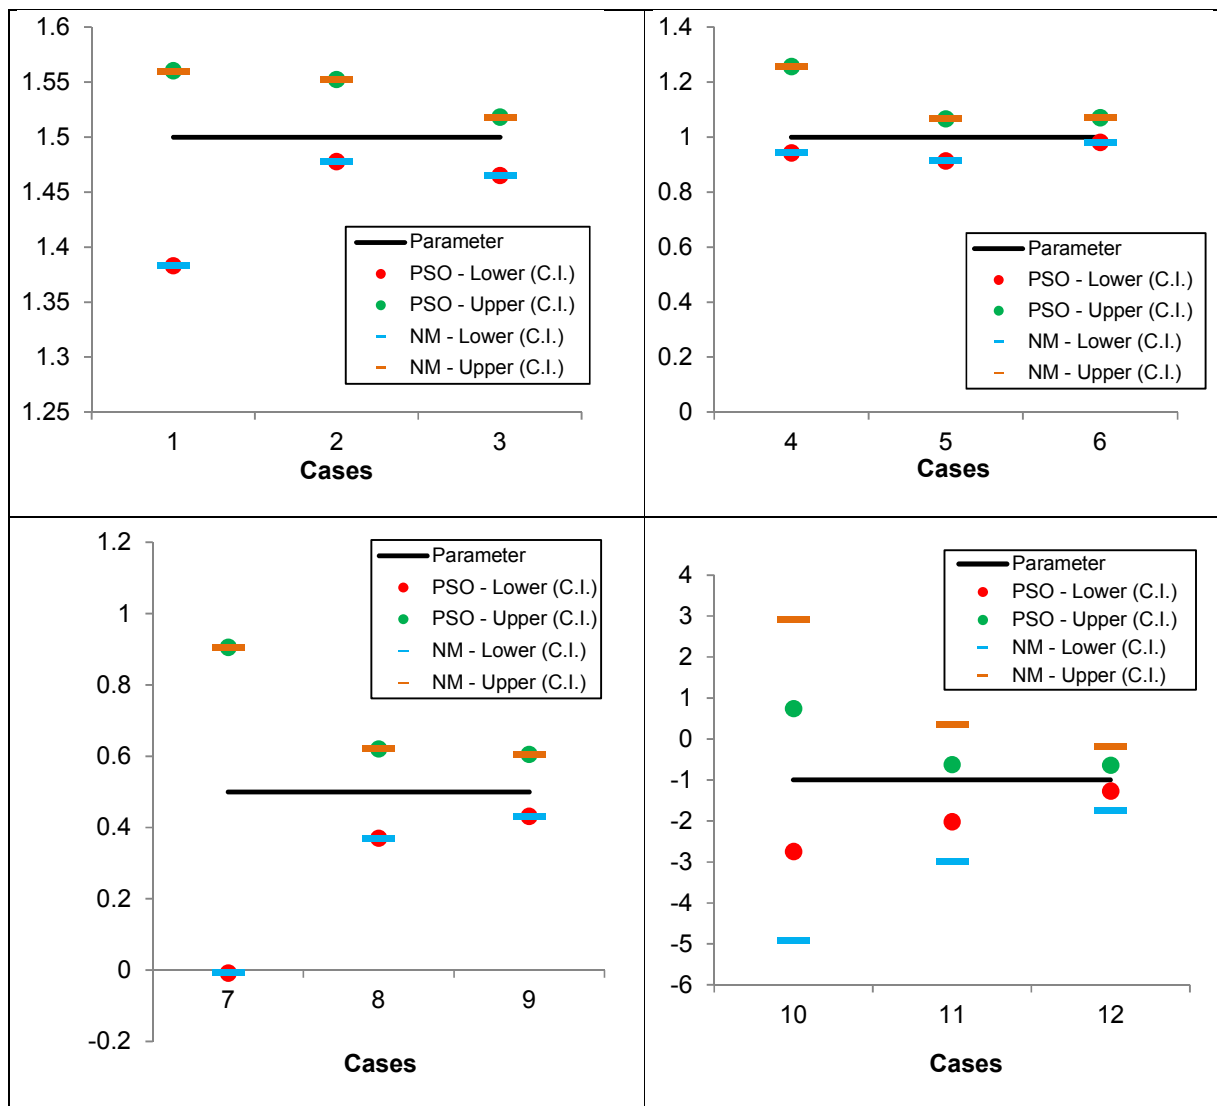 1.6
1.55
1.5
1.45
1.4
1.35
1.3
1.25
1 2 3
Cases
Parameter
PSO - Lower (C.I.)
PSO - Upper (C.I.)
NM - Lower (C.I.)
NM - Upper (C.I.)
1.4
1.2
1
0.8
0.6
0.4
0.2
0
4 5 6
Cases
Parameter
PSO - Lower (C.I.)
PSO - Upper (C.I.)
NM - Lower (C.I.)
NM - Upper (C.I.)
1.2
1
0.8
0.6
0.4
0.2
0
-0.2
7 8 9
Cases
Parameter
PSO - Lower (C.I.)
PSO - Upper (C.I.)
NM - Lower (C.I.)
NM - Upper (C.I.)
4
3
2
1
0
-1
-2
-3
-4
-5
-6
10 11 12
Cases
Parameter
PSO - Lower (C.I.)
PSO - Upper (C.I.)
NM - Lower (C.I.)
NM - Upper (C.I.)